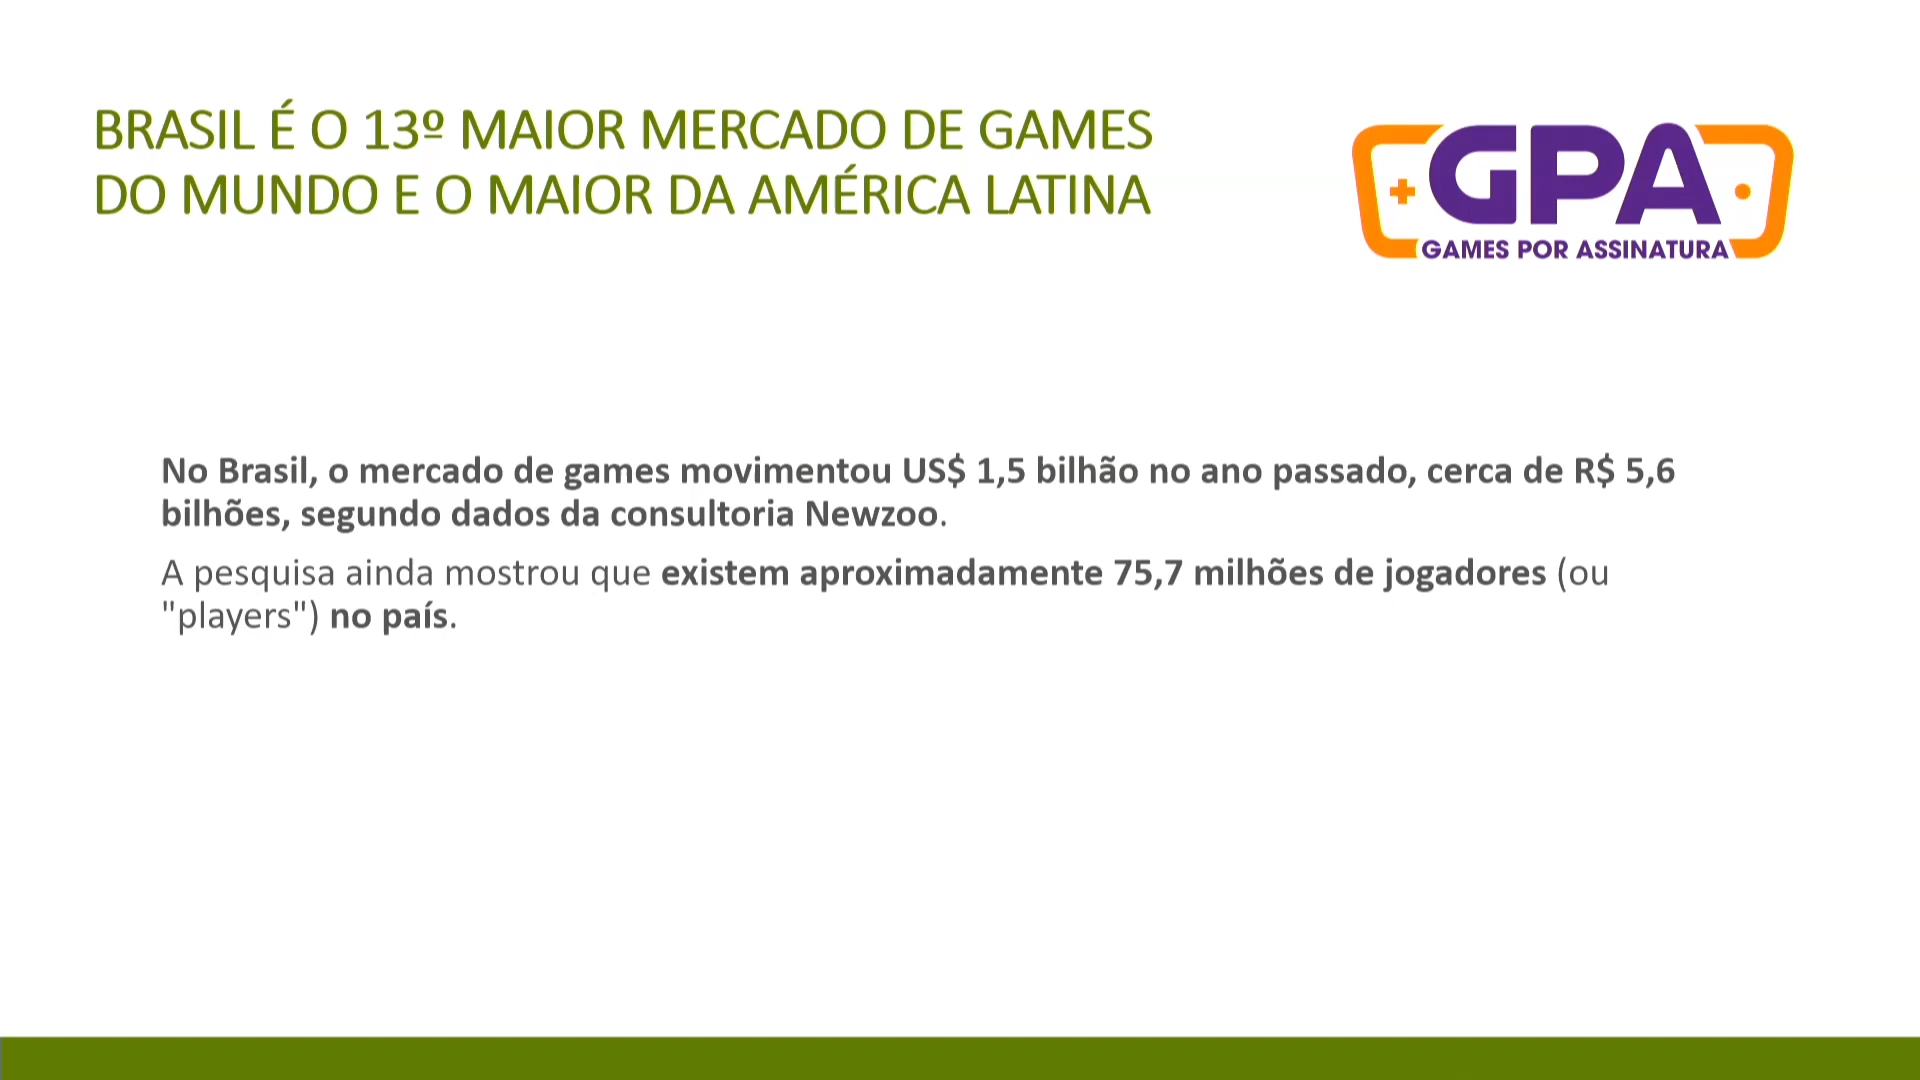 BRASIL É O 13º MAIOR MERCADO DE GAMES
DO MUNDO E O MAIOR DA AMÉRICA LATINA
GPA
GAMES POR ASSINATURA
No Brasil, o mercado de games movimentou US$ 1,5 bilhão no ano passado, cerca de R$ 5,6
bilhões, segundo dados da consultoria Newzoo.
A pesquisa ainda mostrou que existem aproximadamente 75,7 milhões de jogadores (ou
"players") no país.